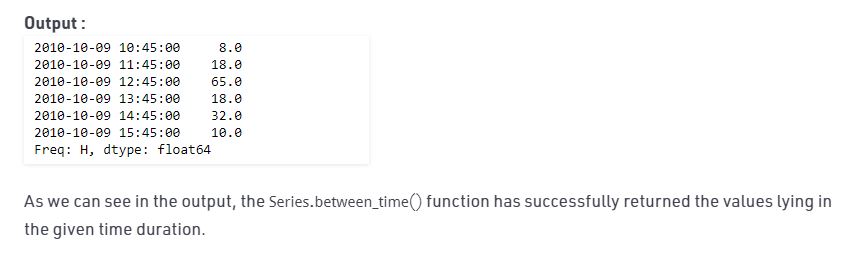 Output :
2010-10-09 10:45:00     8.0
2010-10-09 11:45:00    18.0
2010-10-09 12:45:00    65.0
2010-10-09 13:45:00    18.0
2010-10-09 14:45:00    32.0
2010-10-09 15:45:00    10.0
Freq: H, dtype: float64
As we can see in the output, the Series.between_time() function has successfully returned the values lying in
the given time duration.